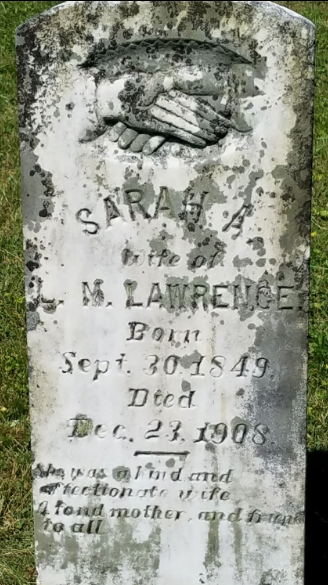 SARAH A.
wife of
J. M. LAWRENCE
Born
Sept. 30 1849
Died
Dec. 23, 1908
She was a kind and
affectionate wife
A fond mother, and friend
to all